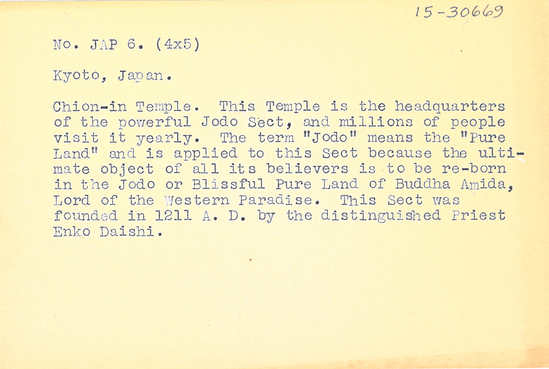 15-30669
No. JAP 6. (4x5)
Kyoto, Japan.
Chion-in Temple. This Temple is the headquarters
of the powerful Jodo Sect, and millions of people
visit it yearly. The term "Jodo" means the "Pure
Land" and is applied to this Sect because the ulti-
mate object of all its believers is to be re-born
in the Jodo or Blissful Pure Land of Buddha Amida,
Lord of the Western Paradise. This Sect was
founded in 1211 A. D. by the distinguished Priest
Enko Daishi.